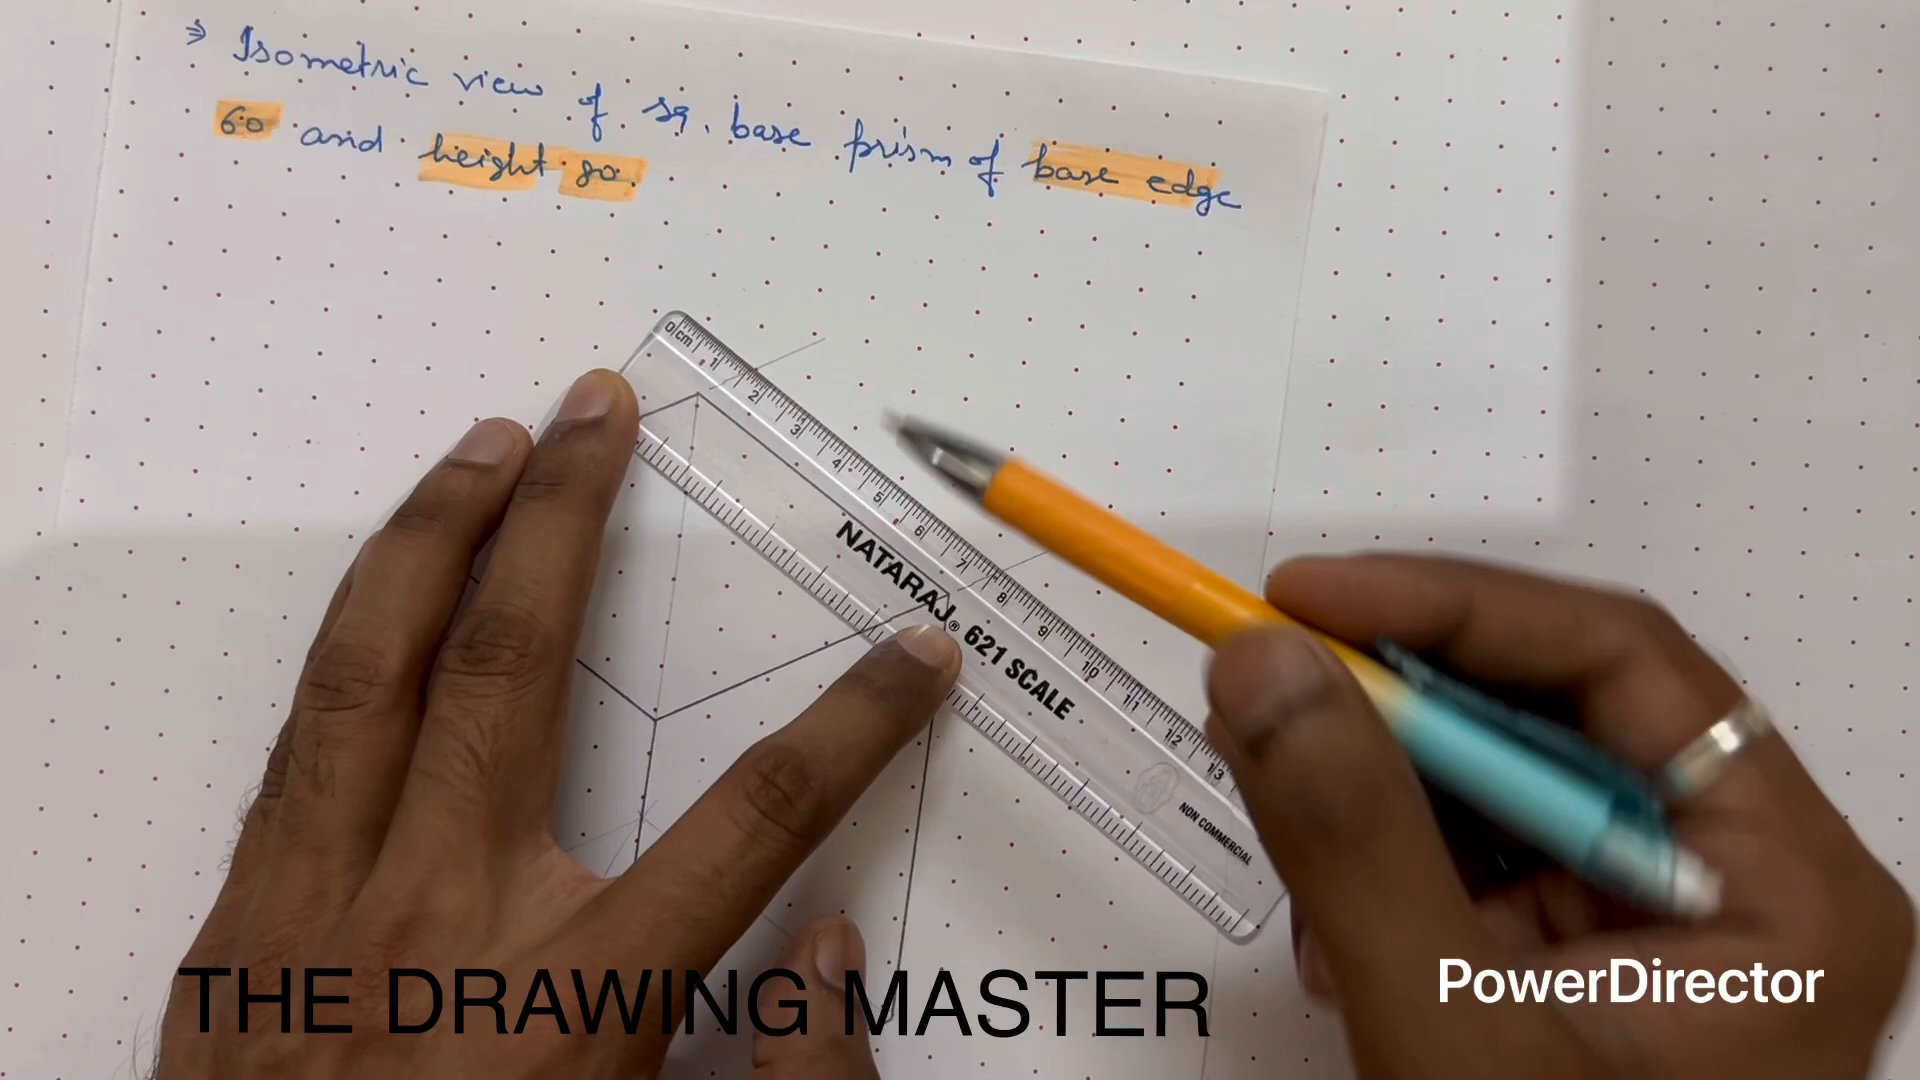 ⇒ Isometric view of sq. base prism of base edge
60 and height 80.
0 cm 1 2 3 4 5 6 7 8 9 10 11 12 13
NATARAJ® 621 SCALE
NON COMMERCIAL
THE DRAWING MASTER
PowerDirector